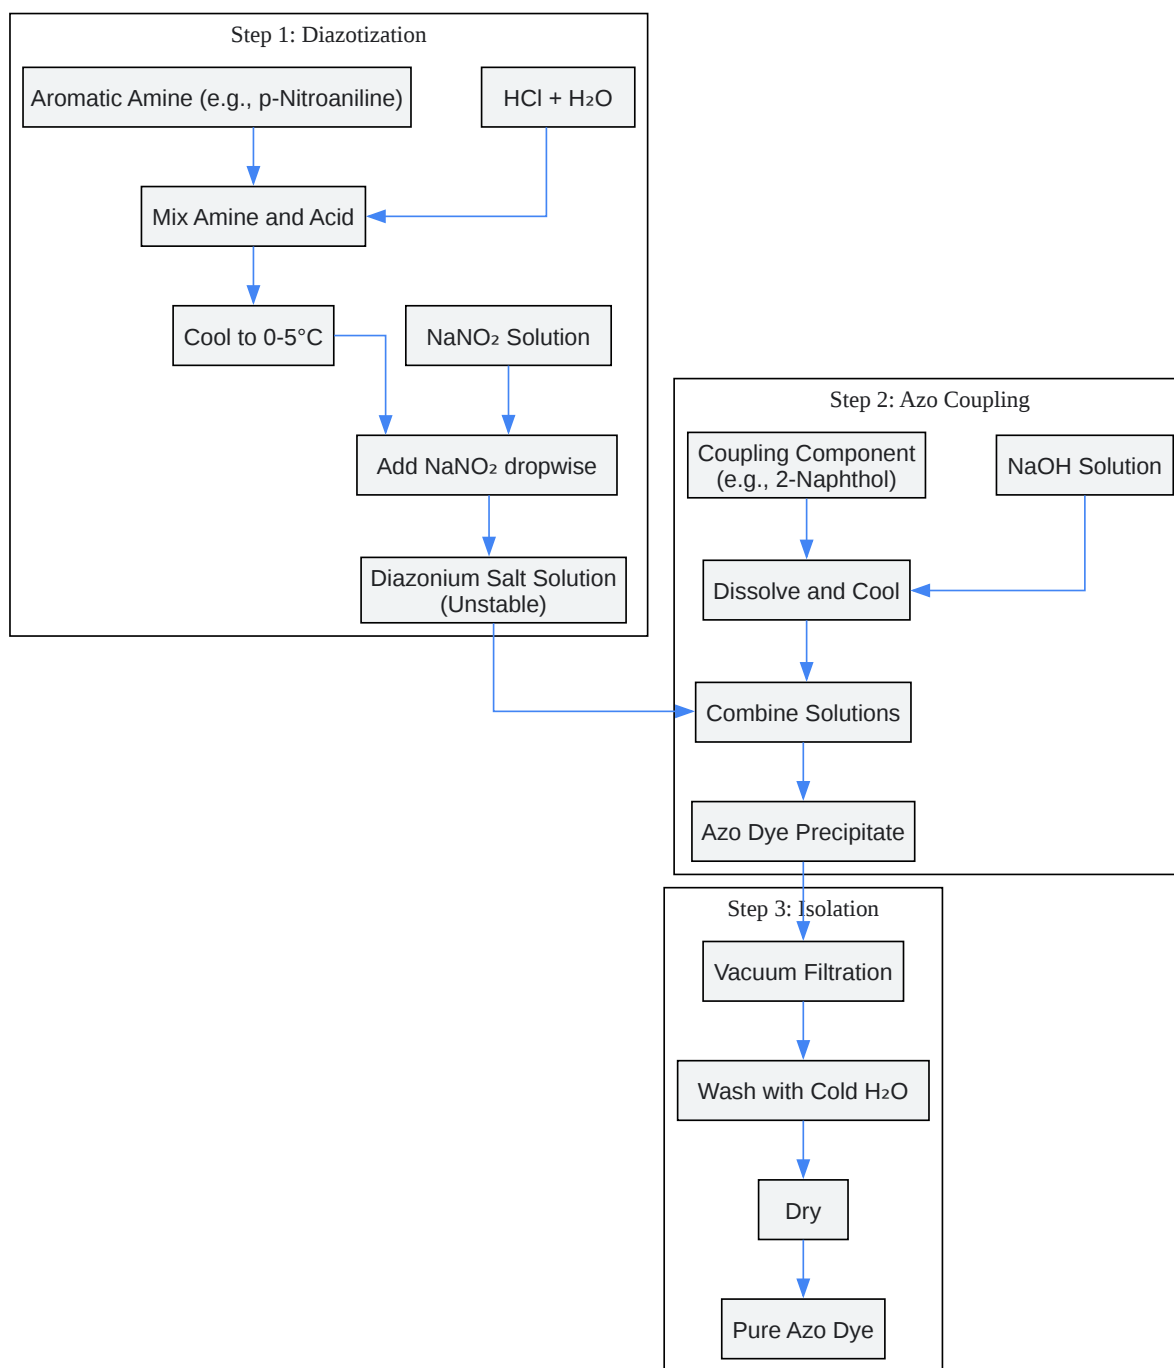 Step 1: Diazotization
Aromatic Amine (e.g., p-Nitroaniline)
HCl + H₂O
Mix Amine and Acid
Cool to 0-5°C
NaNO₂ Solution
Add NaNO₂ dropwise
Diazonium Salt Solution
(Unstable)
Step 2: Azo Coupling
Coupling Component
(e.g., 2-Naphthol)
NaOH Solution
Dissolve and Cool
Combine Solutions
Azo Dye Precipitate
Step 3: Isolation
Vacuum Filtration
Wash with Cold H₂O
Dry
Pure Azo Dye